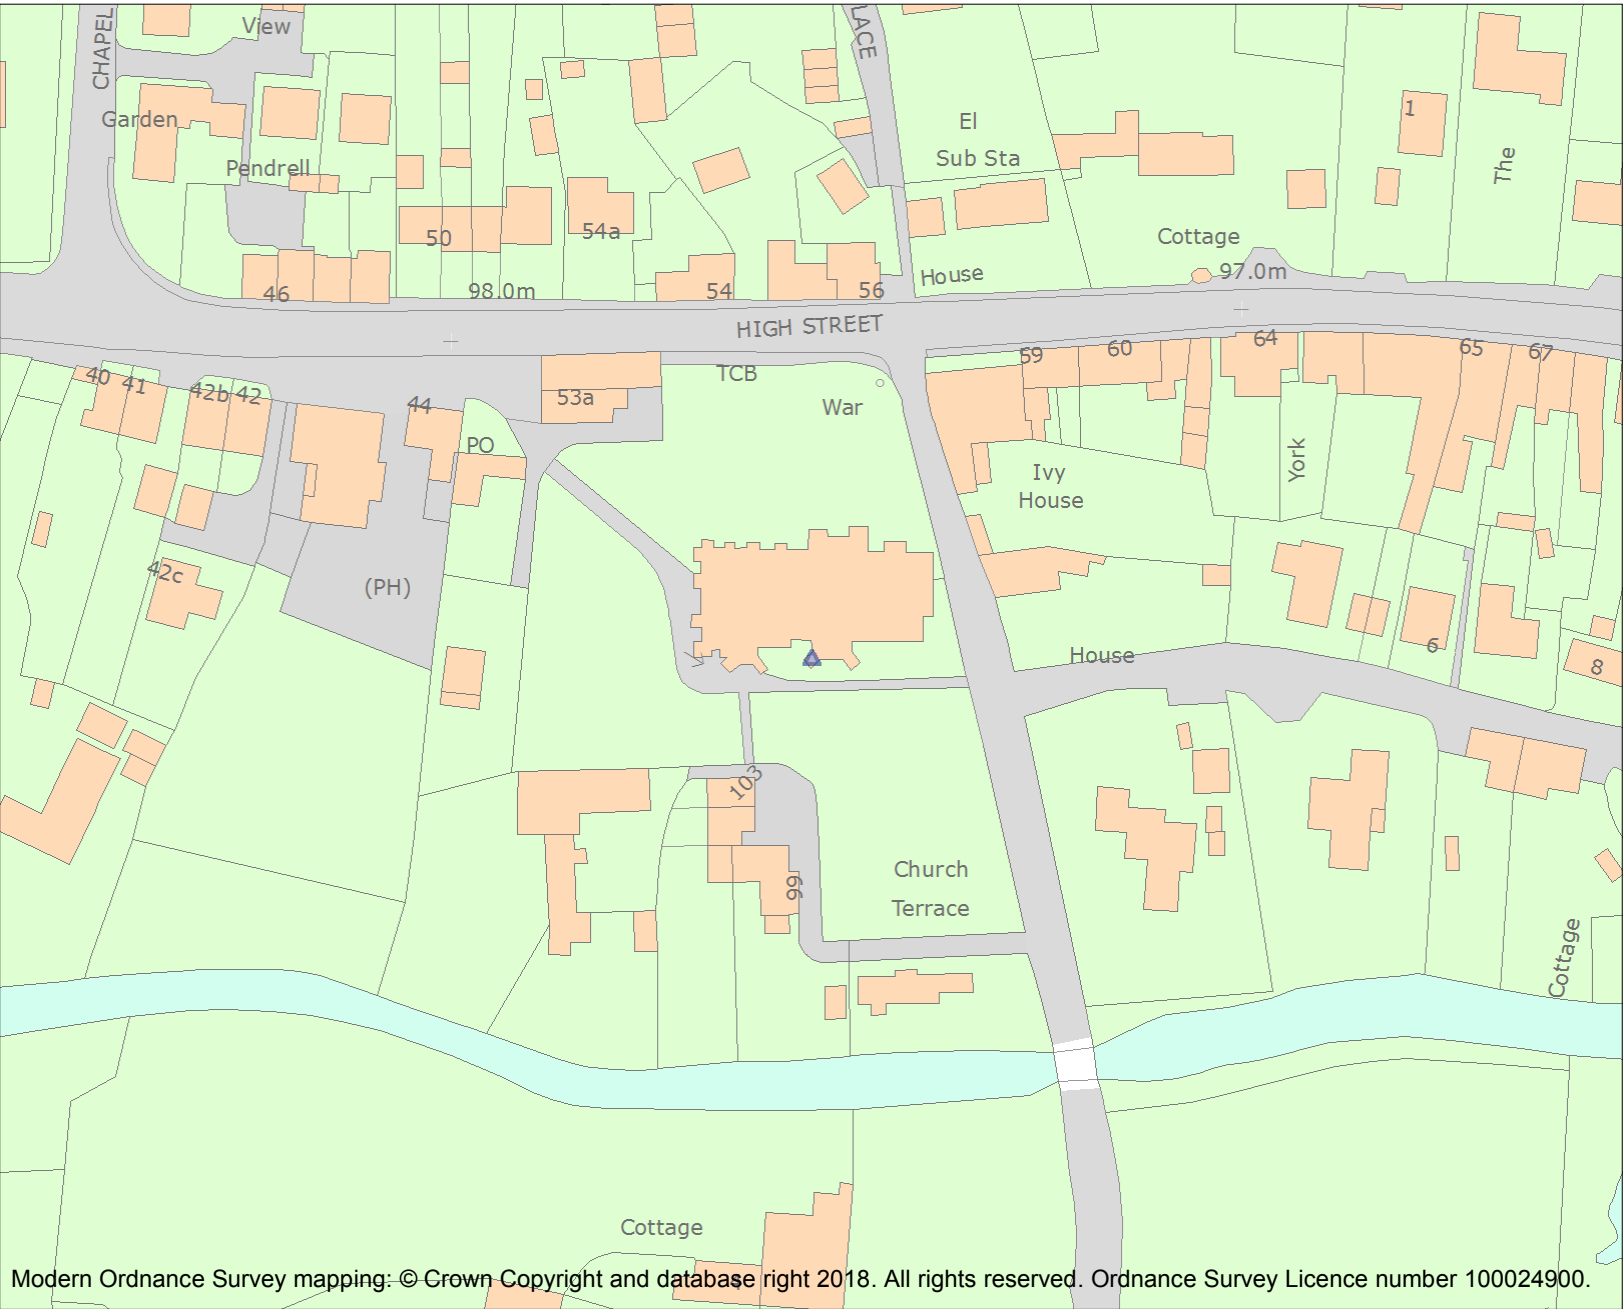 CHAPEL
View
LACE
Garden
El
Sub Sta
1
The
Pendrell
50
54a
Cottage
46
98.0m
54
56
House
97.0m
HIGH STREET
59
60
64
65
67
40
41
42b
42
44
53a
TCB
War
PO
Ivy
House
York
42c
(PH)
House
6
8
103
99
Church
Terrace
Cottage
Cottage
4
Modern Ordnance Survey mapping: © Crown Copyright and database right 2018. All rights reserved. Ordnance Survey Licence number 100024900.